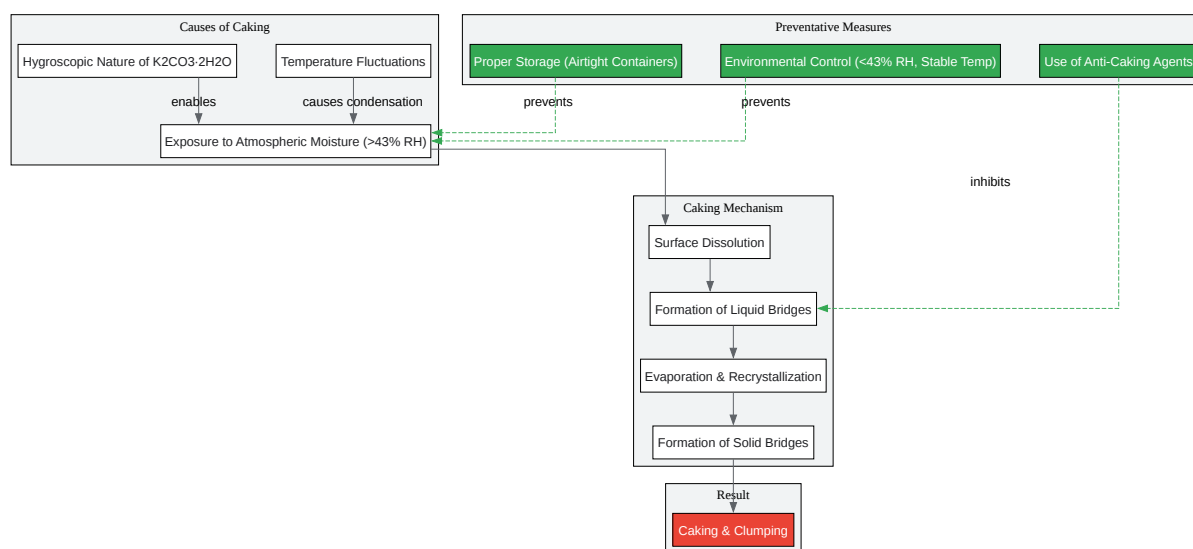 Causes of Caking
Hygroscopic Nature of K2CO3·2H2O
Temperature Fluctuations
enables
causes condensation
Exposure to Atmospheric Moisture (>43% RH)
Preventative Measures
Proper Storage (Airtight Containers)
Environmental Control (<43% RH, Stable Temp)
Use of Anti-Caking Agents
prevents
prevents
inhibits
Caking Mechanism
Surface Dissolution
Formation of Liquid Bridges
Evaporation & Recrystallization
Formation of Solid Bridges
Result
Caking & Clumping